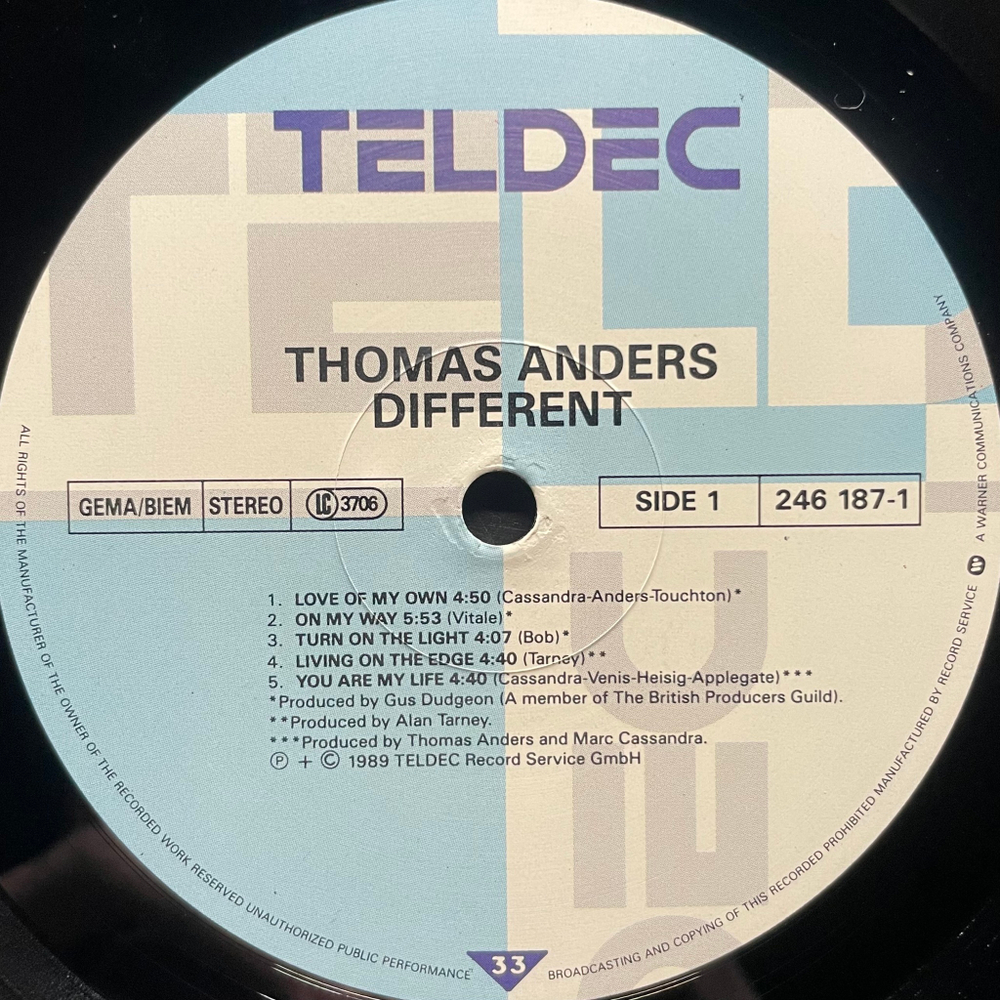 TELDEC
THOMAS ANDERS
DIFFERENT
GEMA/BIEM STEREO LC 3706
SIDE 1 246 187-1
1. LOVE OF MY OWN 4:50 (Cassandra-Anders-Touchton)*
2. ON MY WAY 5:53 (Vitale)*
3. TURN ON THE LIGHT 4:07 (Bob)*
4. LIVING ON THE EDGE 4:40 (Tarney)**
5. YOU ARE MY LIFE 4:40 (Cassandra-Venis-Heisig-Applegate)***
*Produced by Gus Dudgeon (A member of The British Producers Guild).
**Produced by Alan Tarney.
***Produced by Thomas Anders and Marc Cassandra.
Ⓟ + © 1989 TELDEC Record Service GmbH
ALL RIGHTS OF THE MANUFACTURER OF THE OWNER OF THE RECORDED WORK RESERVED UNAUTHORIZED PUBLIC PERFORMANCE
33
BROADCASTING AND COPYING OF THIS RECORDED PROHIBITED MANUFACTURED BY RECORD SERVICE W A WARNER COMMUNICATIONS COMPANY